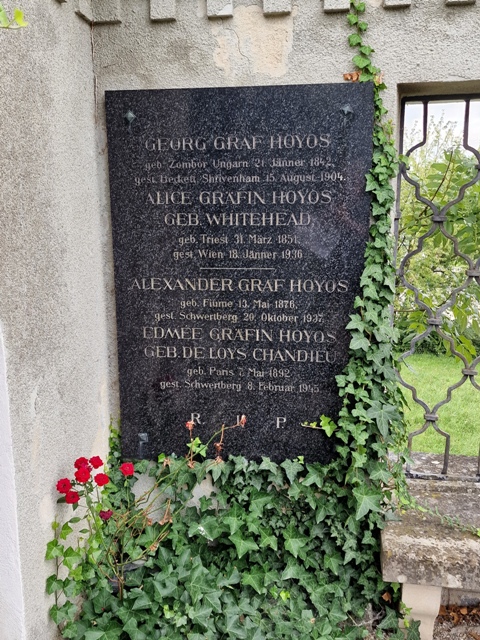 GEORG GRAF HOYOS
geb. Zombor Ungarn 21. Jänner 1842,
gest. Beckett, Shrivenham 15. August 1904.
ALICE GRÄFIN HOYOS
GEB. WHITEHEAD
geb. Triest 31. März 1851,
gest. Wien 18. Jänner 1936
ALEXANDER GRAF HOYOS
geb. Fiume 13. Mai 1876,
gest. Schwertberg 20. Oktober 1937.
EDMÉE GRÄFIN HOYOS
GEB. DE LOYS CHANDIEU
geb. Paris 7. Mai 1892
gest. Schwertberg 8. Februar 1945.
R I P